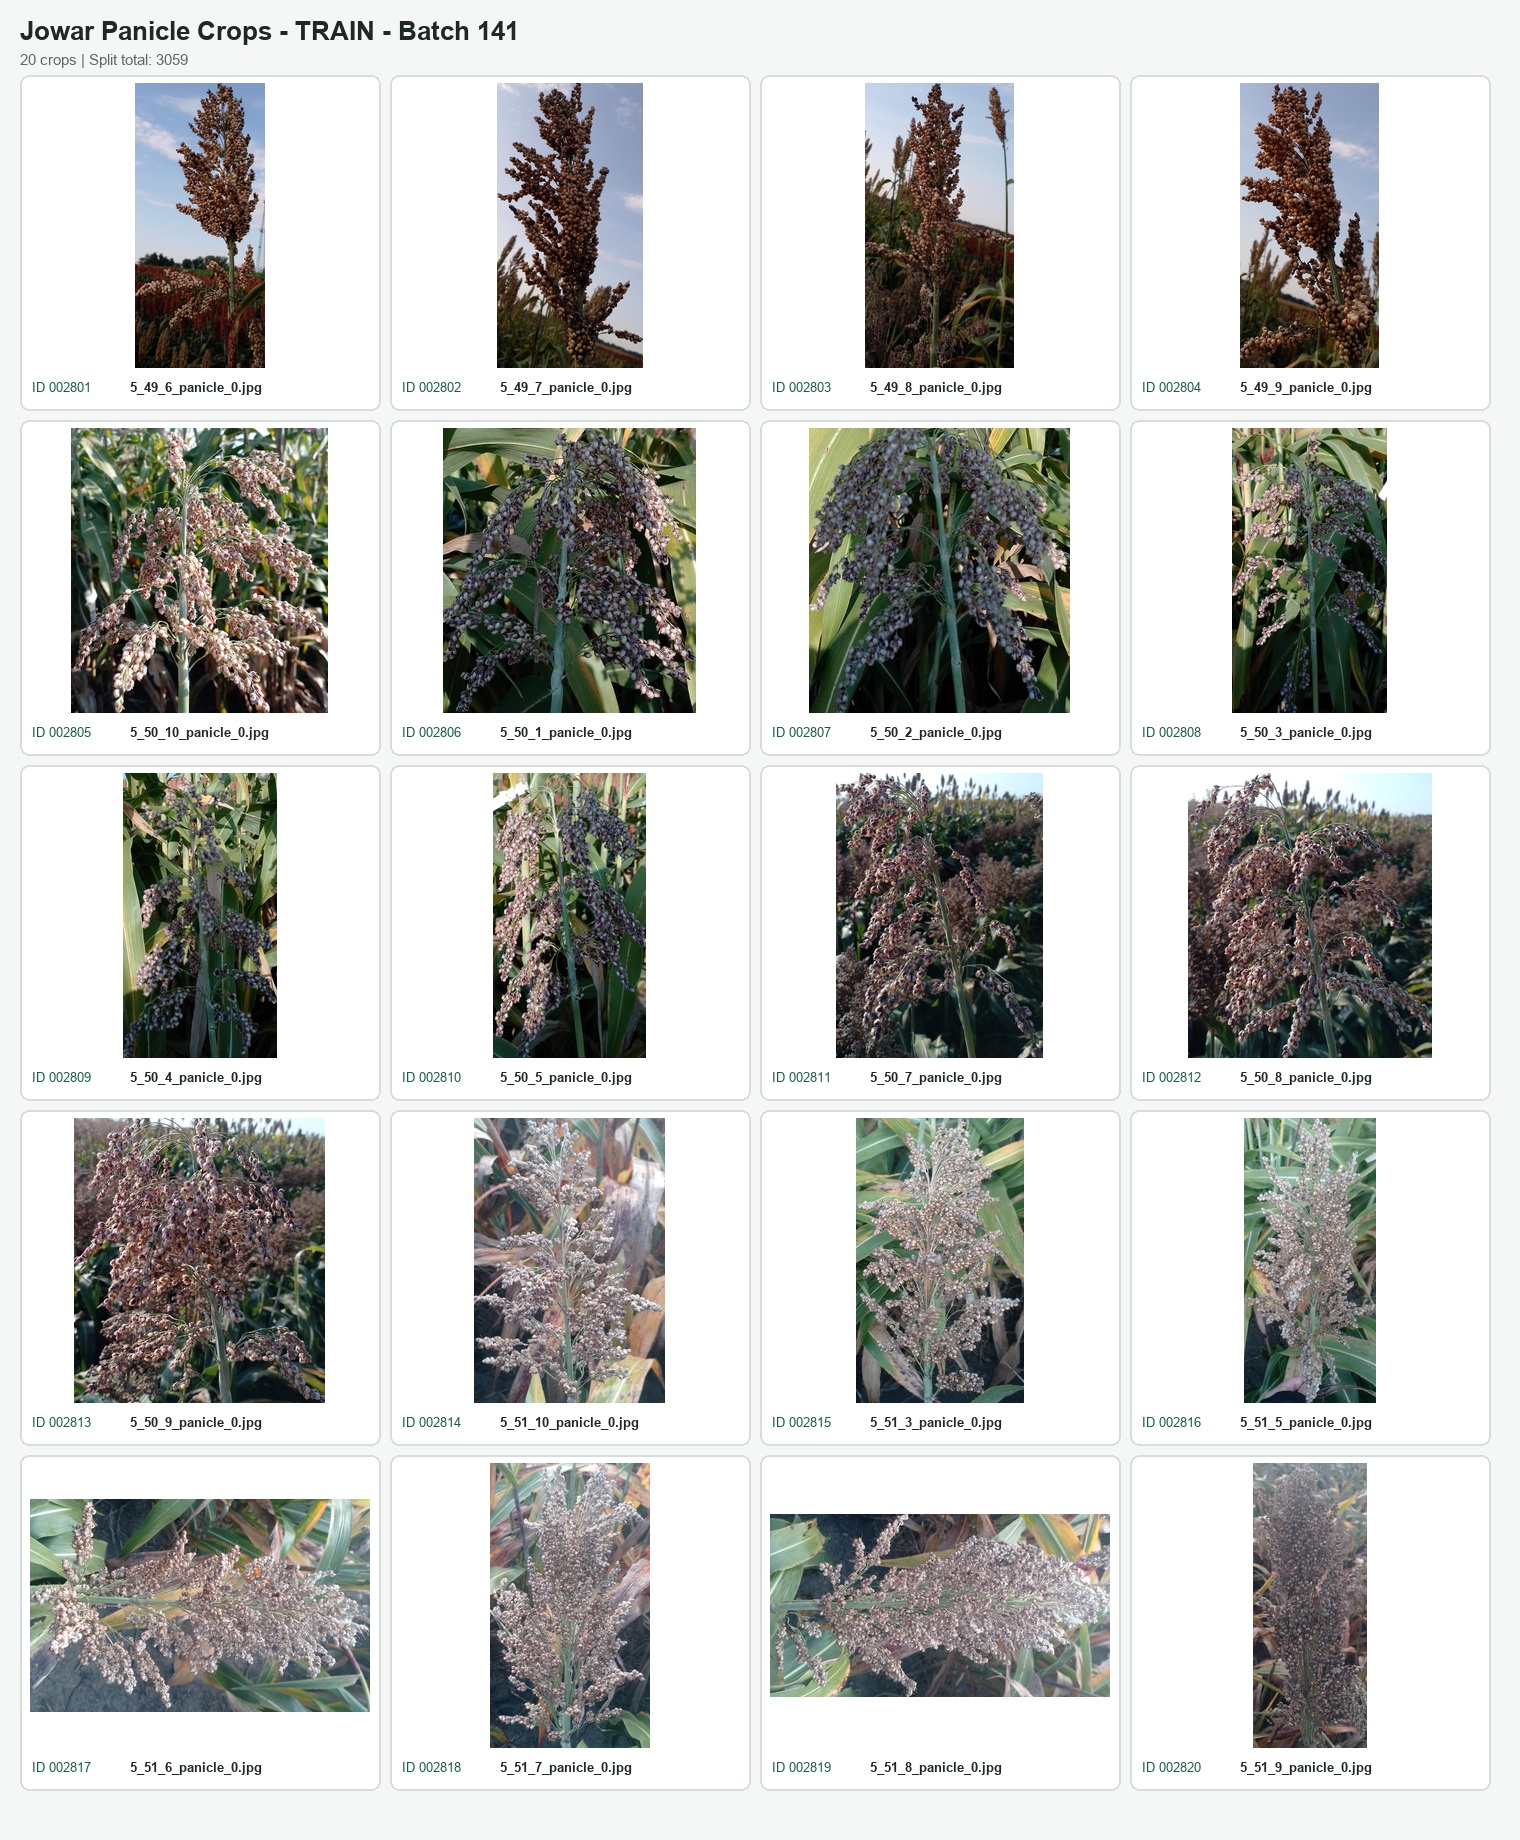 Jowar Panicle Crops - TRAIN - Batch 141
20 crops | Split total: 3059
ID 002801 5_49_6_panicle_0.jpg
ID 002802 5_49_7_panicle_0.jpg
ID 002803 5_49_8_panicle_0.jpg
ID 002804 5_49_9_panicle_0.jpg
ID 002805 5_50_10_panicle_0.jpg
ID 002806 5_50_1_panicle_0.jpg
ID 002807 5_50_2_panicle_0.jpg
ID 002808 5_50_3_panicle_0.jpg
ID 002809 5_50_4_panicle_0.jpg
ID 002810 5_50_5_panicle_0.jpg
ID 002811 5_50_7_panicle_0.jpg
ID 002812 5_50_8_panicle_0.jpg
ID 002813 5_50_9_panicle_0.jpg
ID 002814 5_51_10_panicle_0.jpg
ID 002815 5_51_3_panicle_0.jpg
ID 002816 5_51_5_panicle_0.jpg
ID 002817 5_51_6_panicle_0.jpg
ID 002818 5_51_7_panicle_0.jpg
ID 002819 5_51_8_panicle_0.jpg
ID 002820 5_51_9_panicle_0.jpg